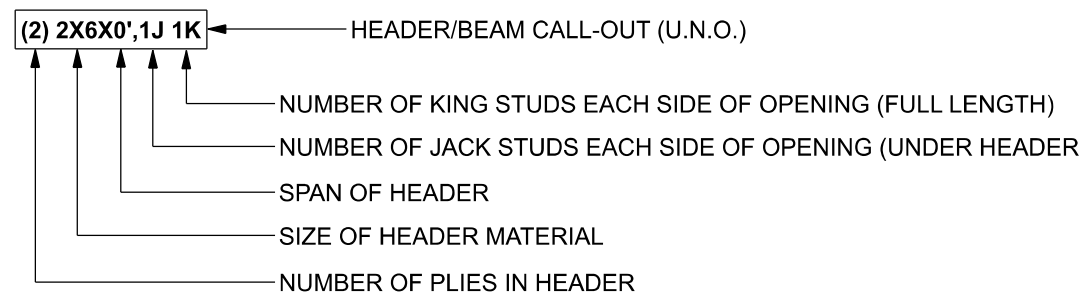 (2) 2X6X0',1J 1K
HEADER/BEAM CALL-OUT (U.N.O.)
NUMBER OF KING STUDS EACH SIDE OF OPENING (FULL LENGTH)
NUMBER OF JACK STUDS EACH SIDE OF OPENING (UNDER HEADER
SPAN OF HEADER
SIZE OF HEADER MATERIAL
NUMBER OF PLIES IN HEADER